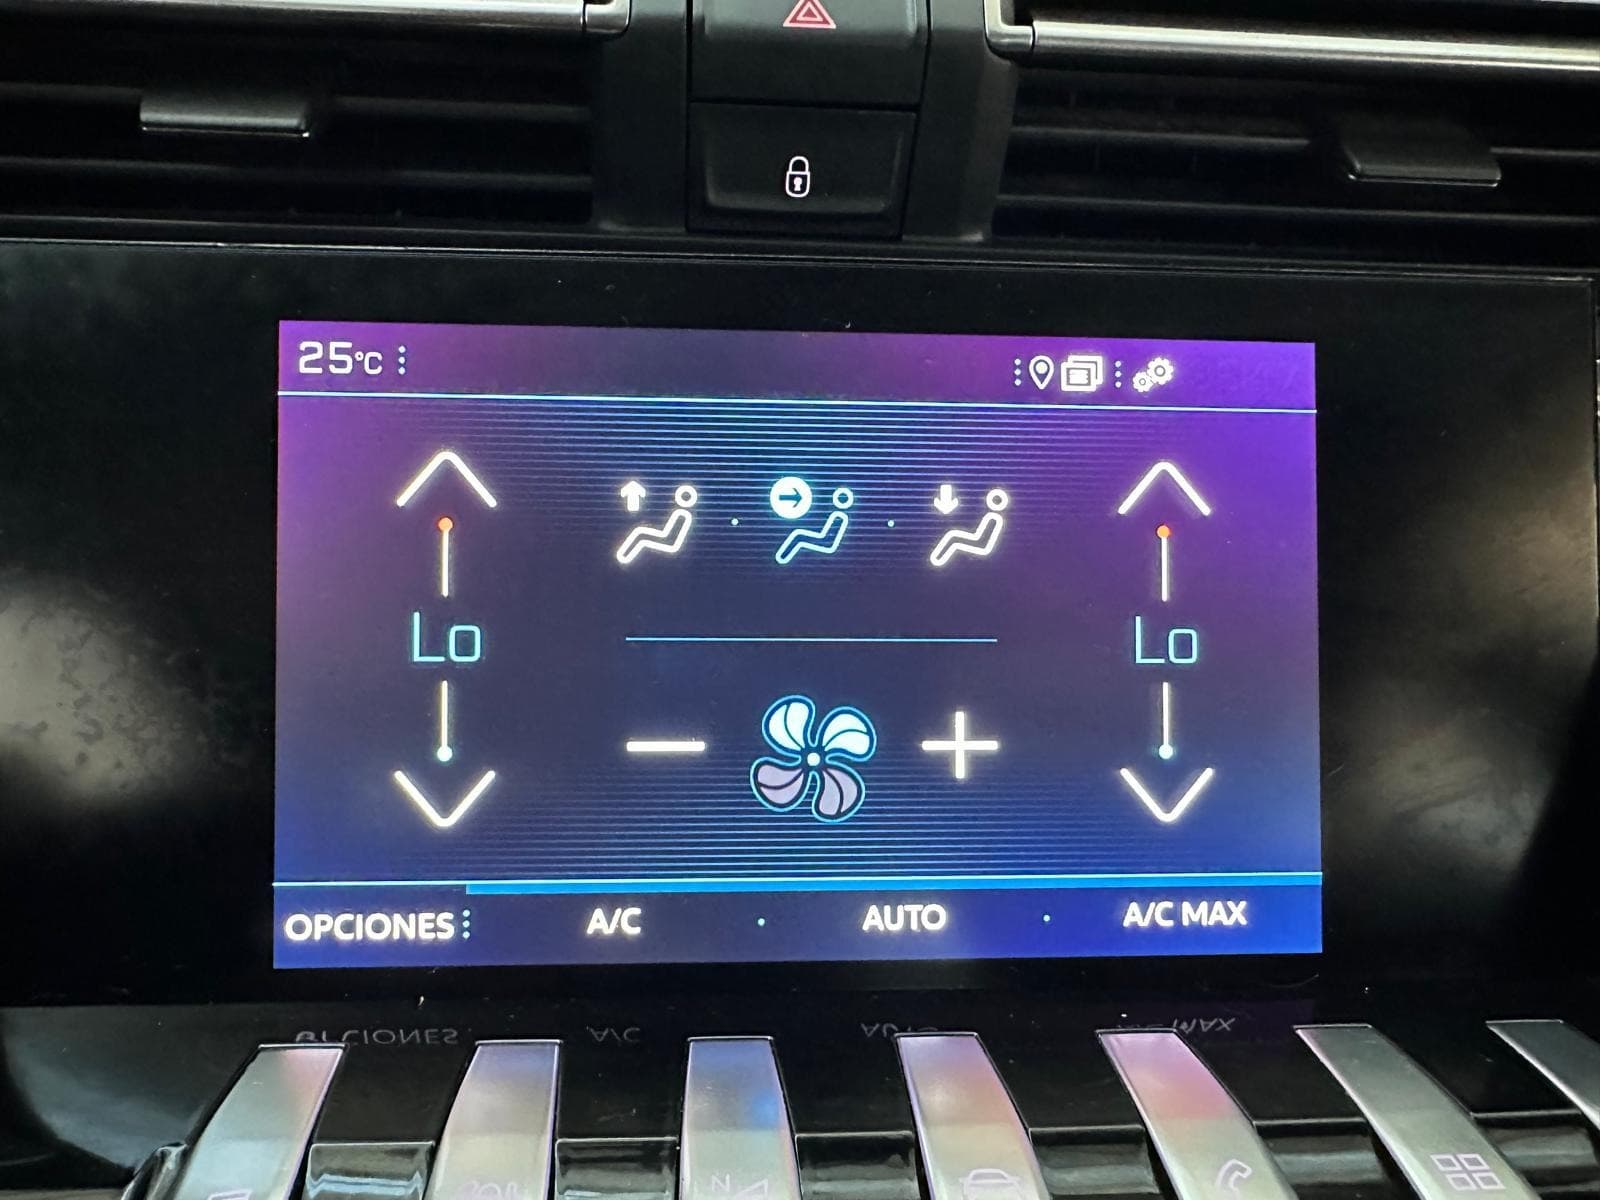 25°C
Lo Lo
OPCIONES A/C AUTO A/C MAX